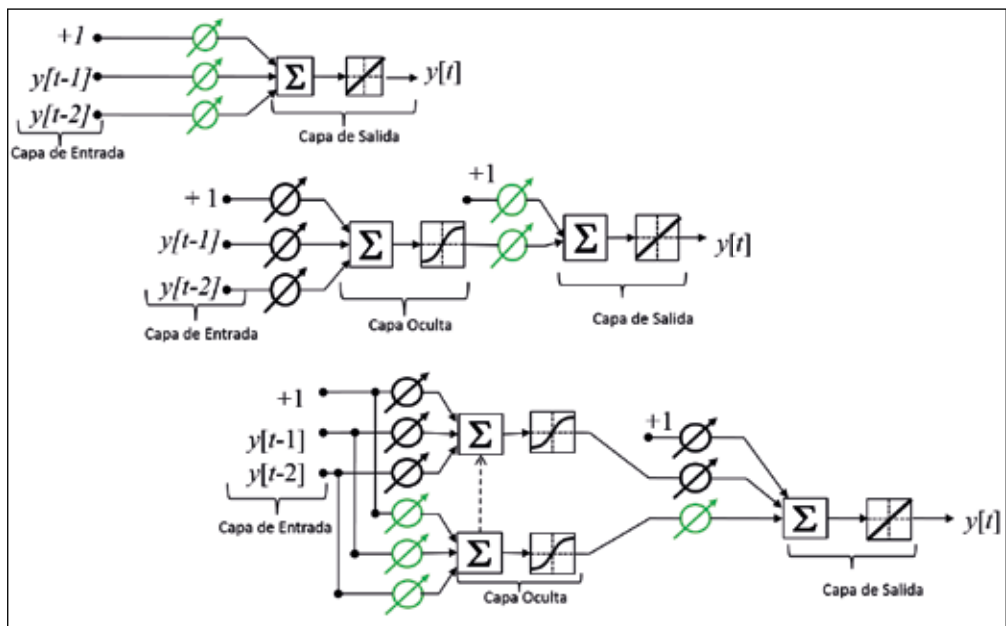 +1
y[t-1]
y[t-2]
Σ
y[t]
Capa de Entrada
Capa de Salida
+ 1
y[t-1]
y[t-2]
Σ
+1
Σ
y[t]
Capa de Entrada
Capa Oculta
Capa de Salida
+1
y[t-1]
y[t-2]
Σ
+1
Capa de Entrada
Σ
Σ
y[t]
Capa Oculta
Capa de Salida